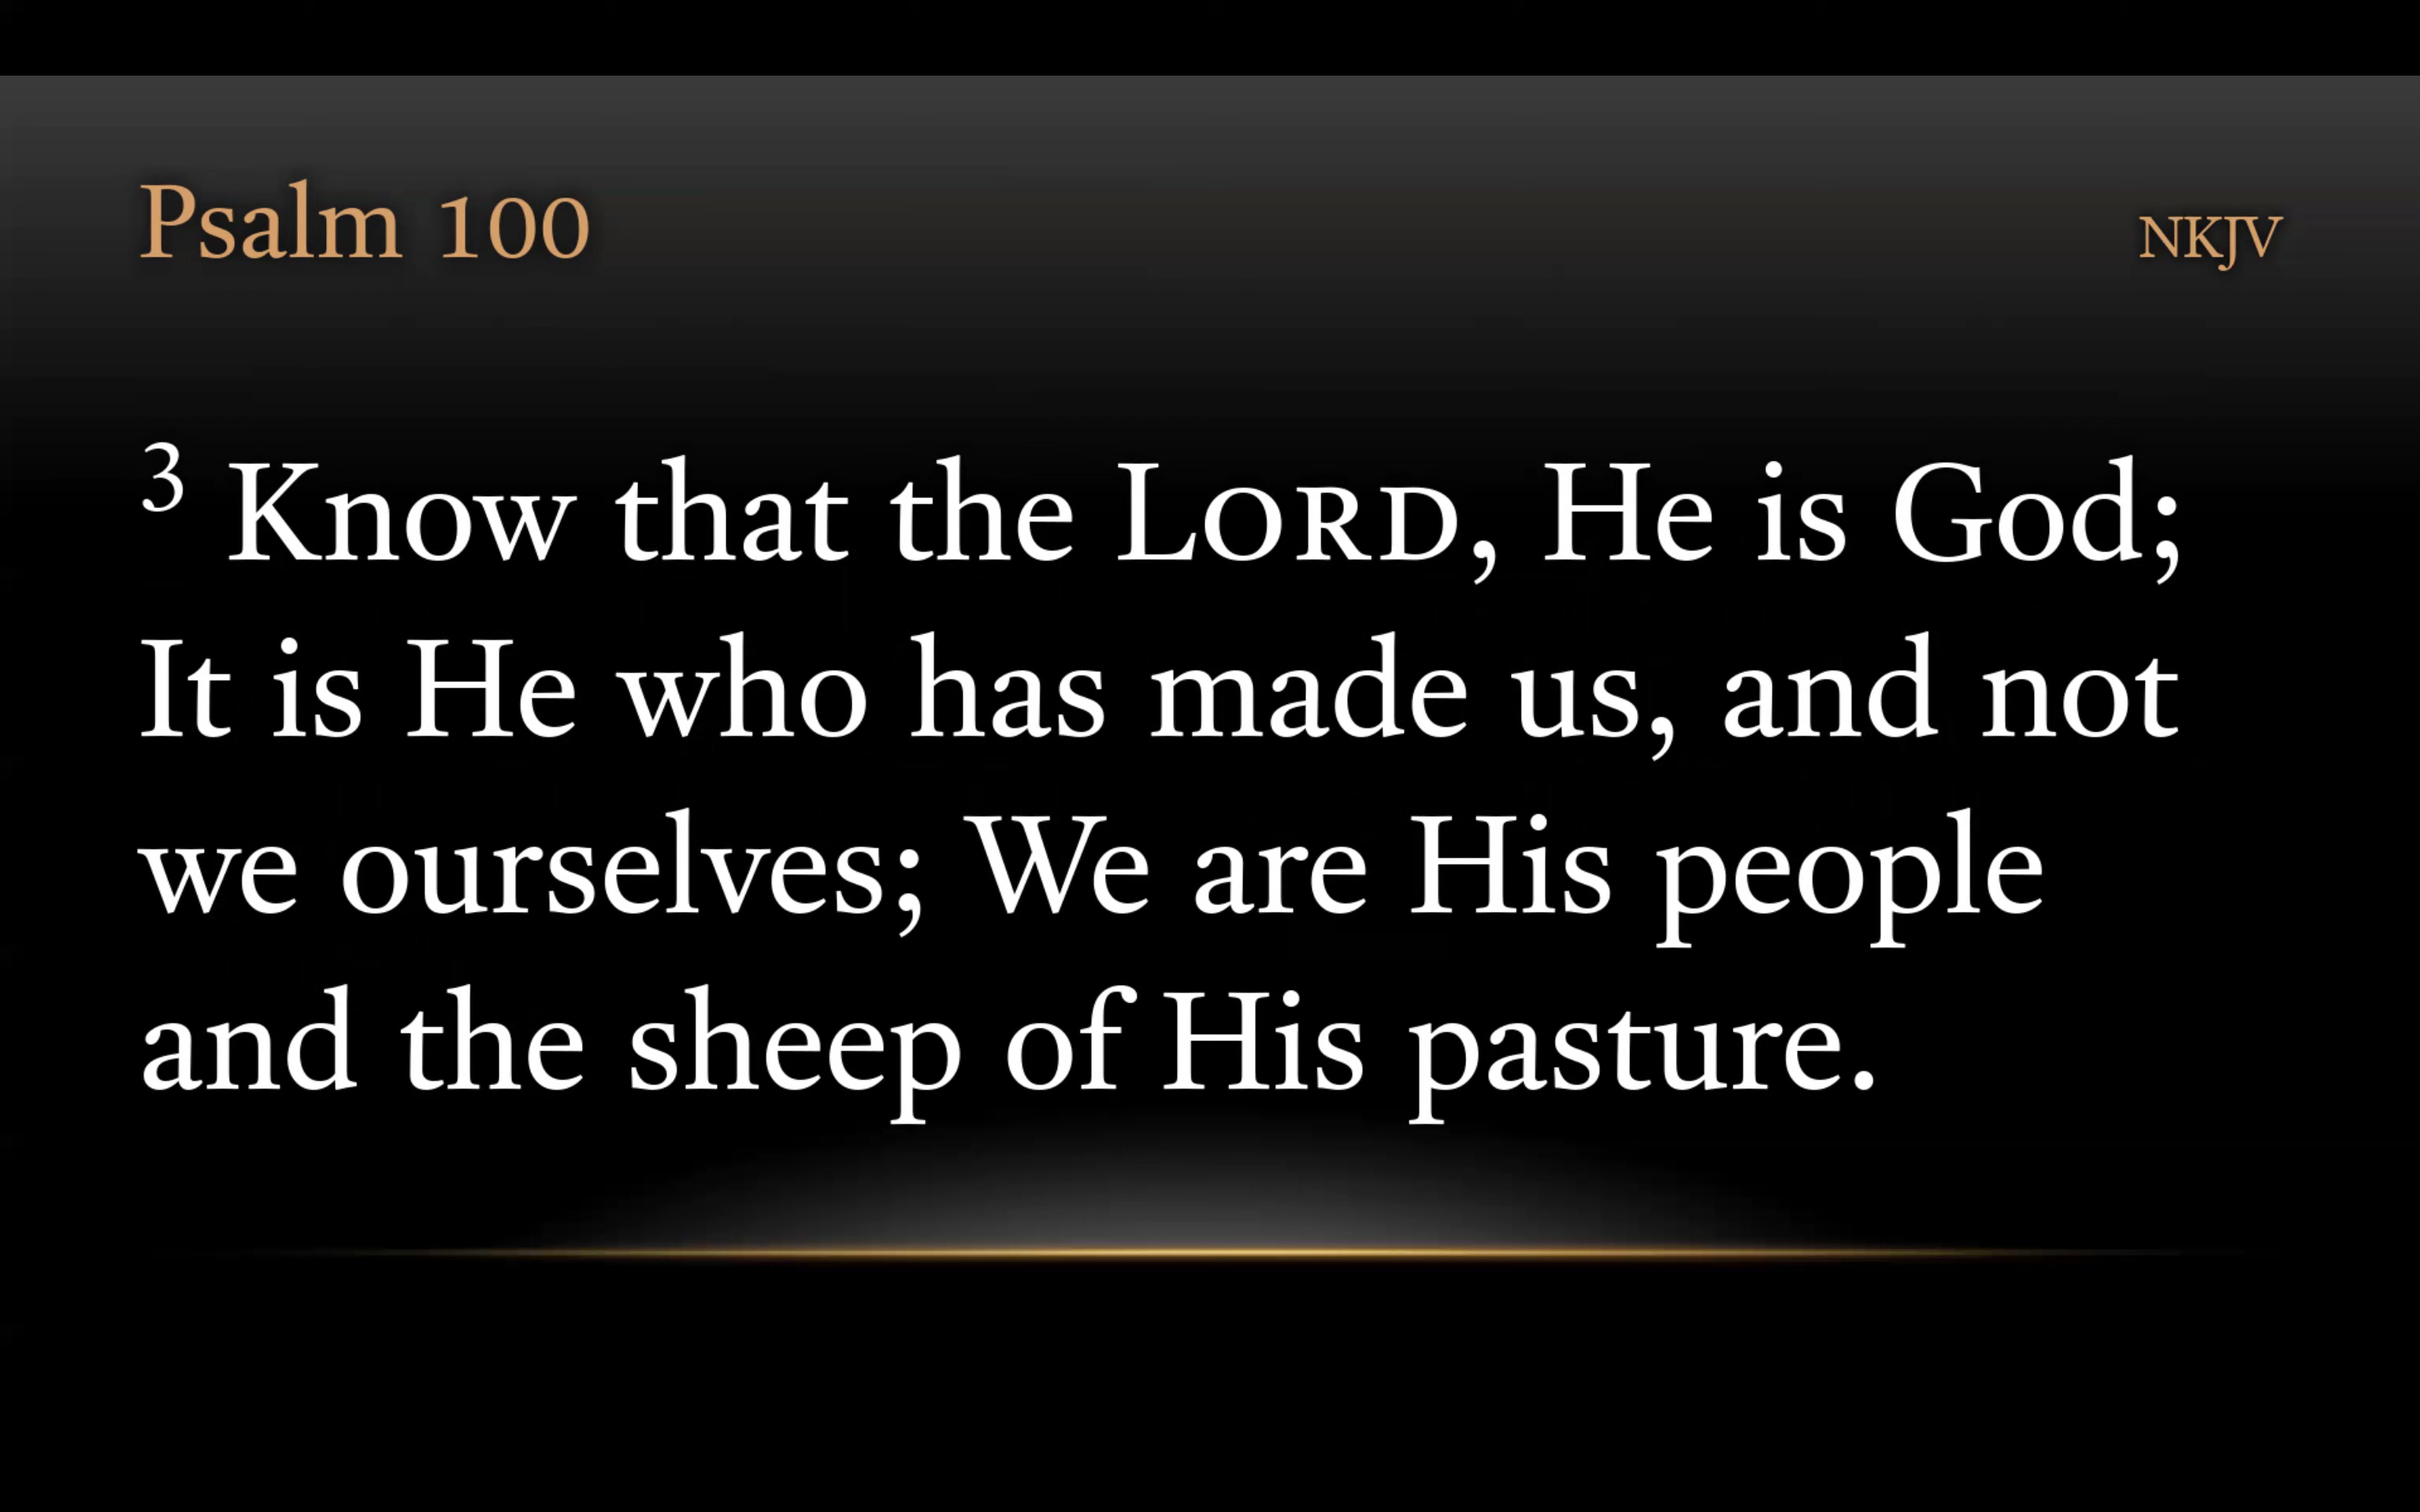 Psalm 100
NKJV
3 Know that the LORD, He is God;
It is He who has made us, and not
we ourselves; We are His people
and the sheep of His pasture.